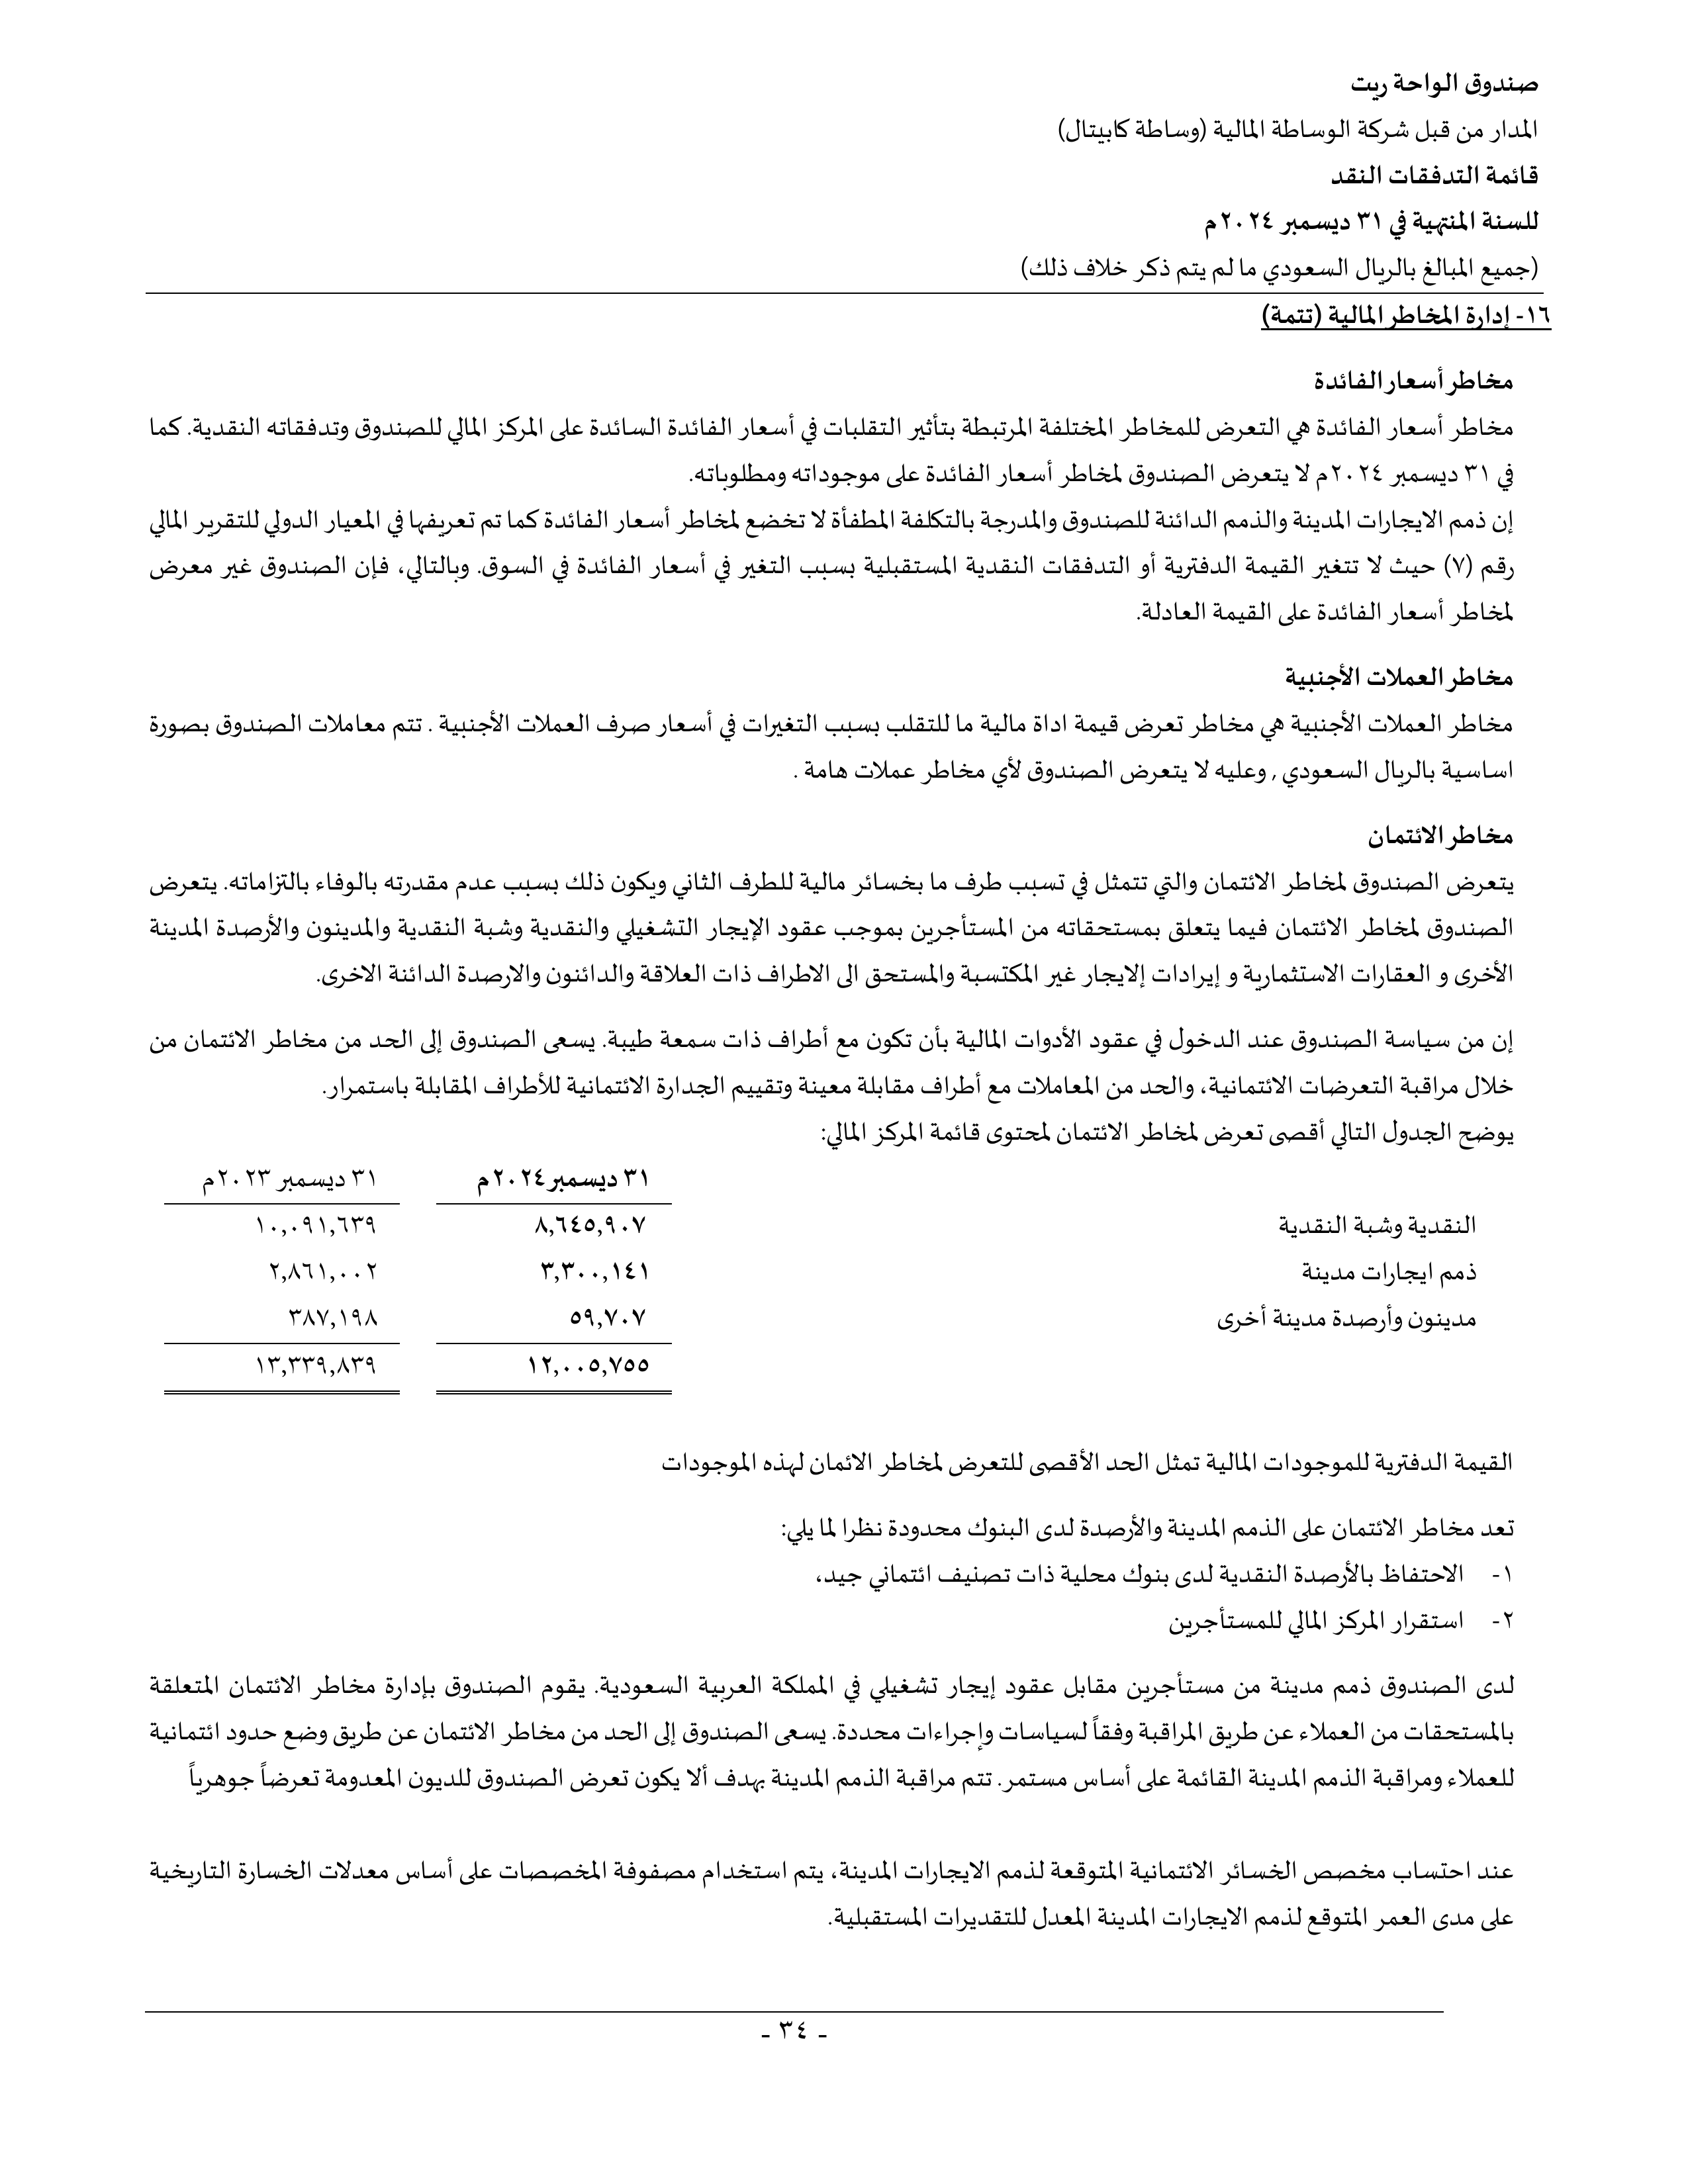 صندوق الواحة ريت
المدار من قبل شركة الوساطة المالية (وساطة كابيتال)
قائمة التدفقات النقد
للسنة المنتهية في ٣١ ديسمبر ٢٠٢٤م
(جميع المبالغ بالريال السعودي ما لم يتم ذكر خلاف ذلك)
١٦- إدارة المخاطر المالية (تتمة)
مخاطر أسعار الفائدة
مخاطر أسعار الفائدة هي التعرض للمخاطر المختلفة المرتبطة بتأثير التقلبات في أسعار الفائدة السائدة على المركز المالي للصندوق وتدفقاته النقدية. كما
في ٣١ ديسمبر ٢٠٢٤م لا يتعرض الصندوق لمخاطر أسعار الفائدة على موجوداته ومطلوباته.
إن ذمم الايجارات المدينة والذمم الدائنة للصندوق والمدرجة بالتكلفة المطفأة لا تخضع لمخاطر أسعار الفائدة كما تم تعريفها في المعيار الدولي للتقرير المالي
رقم (٧) حيث لا تتغير القيمة الدفترية أو التدفقات النقدية المستقبلية بسبب التغير في أسعار الفائدة في السوق. وبالتالي، فإن الصندوق غير معرض
لمخاطر أسعار الفائدة على القيمة العادلة.
مخاطر العملات الأجنبية
مخاطر العملات الأجنبية هي مخاطر تعرض قيمة اداة مالية ما للتقلب بسبب التغيرات في أسعار صرف العملات الأجنبية . تتم معاملات الصندوق بصورة
اساسية بالريال السعودي , وعليه لا يتعرض الصندوق لأي مخاطر عملات هامة .
مخاطر الائتمان
يتعرض الصندوق لمخاطر الائتمان والتي تتمثل في تسبب طرف ما بخسائر مالية للطرف الثاني ويكون ذلك بسبب عدم مقدرته بالوفاء بالتزاماته. يتعرض
الصندوق لمخاطر الائتمان فيما يتعلق بمستحقاته من المستأجرين بموجب عقود الإيجار التشغيلي والنقدية وشبة النقدية والمدينون والأرصدة المدينة
الأخرى و العقارات الاستثمارية و إيرادات إلايجار غير المكتسبة والمستحق الى الاطراف ذات العلاقة والدائنون والارصدة الدائنة الاخرى.
إن من سياسة الصندوق عند الدخول في عقود الأدوات المالية بأن تكون مع أطراف ذات سمعة طيبة. يسعى الصندوق إلى الحد من مخاطر الائتمان من
خلال مراقبة التعرضات الائتمانية، والحد من المعاملات مع أطراف مقابلة معينة وتقييم الجدارة الائتمانية للأطراف المقابلة باستمرار.
يوضح الجدول التالي أقصى تعرض لمخاطر الائتمان لمحتوى قائمة المركز المالي:
٣١ ديسمبر ٢٠٢٤م ٣١ ديسمبر ٢٠٢٣م
النقدية وشبة النقدية ٨,٦٤٥,٩٠٧ ١٠,٠٩١,٦٣٩
ذمم ايجارات مدينة ٣,٣٠٠,١٤١ ٢,٨٦١,٠٠٢
مدينون وأرصدة مدينة أخرى ٥٩,٧٠٧ ٣٨٧,١٩٨
١٢,٠٠٥,٧٥٥ ١٣,٣٣٩,٨٣٩
القيمة الدفترية للموجودات المالية تمثل الحد الأقصى للتعرض لمخاطر الائمان لهذه الموجودات
تعد مخاطر الائتمان على الذمم المدينة والأرصدة لدى البنوك محدودة نظرا لما يلي:
١- الاحتفاظ بالأرصدة النقدية لدى بنوك محلية ذات تصنيف ائتماني جيد،
٢- استقرار المركز المالي للمستأجرين
لدى الصندوق ذمم مدينة من مستأجرين مقابل عقود إيجار تشغيلي في المملكة العربية السعودية. يقوم الصندوق بإدارة مخاطر الائتمان المتعلقة
بالمستحقات من العملاء عن طريق المراقبة وفقاً لسياسات وإجراءات محددة. يسعى الصندوق إلى الحد من مخاطر الائتمان عن طريق وضع حدود ائتمانية
للعملاء ومراقبة الذمم المدينة القائمة على أساس مستمر. تتم مراقبة الذمم المدينة بهدف ألا يكون تعرض الصندوق للديون المعدومة تعرضاً جوهرياً
عند احتساب مخصص الخسائر الائتمانية المتوقعة لذمم الايجارات المدينة، يتم استخدام مصفوفة المخصصات على أساس معدلات الخسارة التاريخية
على مدى العمر المتوقع لذمم الايجارات المدينة المعدل للتقديرات المستقبلية.
- ٣٤ -